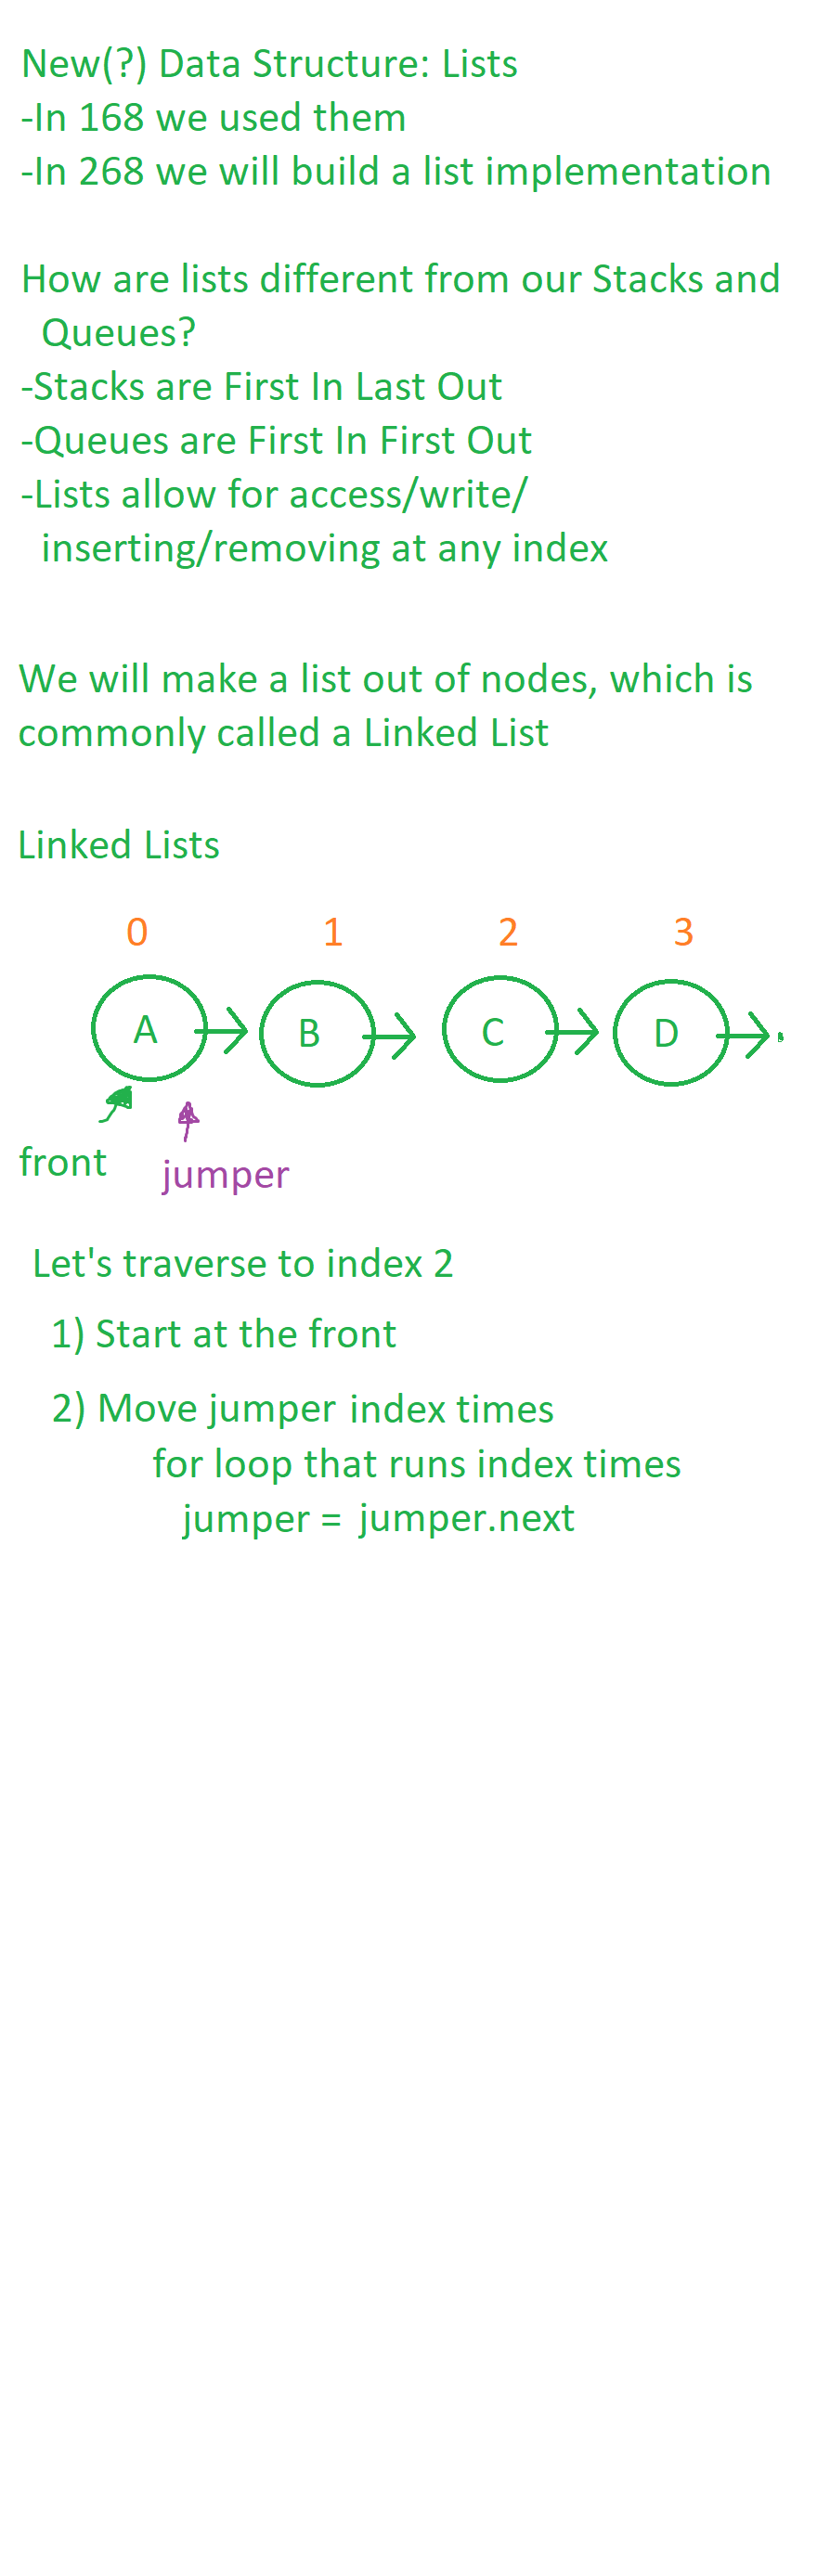 New(?) Data Structure: Lists
-In 168 we used them
-In 268 we will build a list implementation
How are lists different from our Stacks and
Queues?
-Stacks are First In Last Out
-Queues are First In First Out
-Lists allow for access/write/
inserting/removing at any index
We will make a list out of nodes, which is
commonly called a Linked List
Linked Lists
0 1 2 3
A B C D
front jumper
Let's traverse to index 2
1) Start at the front
2) Move jumper index times
for loop that runs index times
jumper = jumper.next